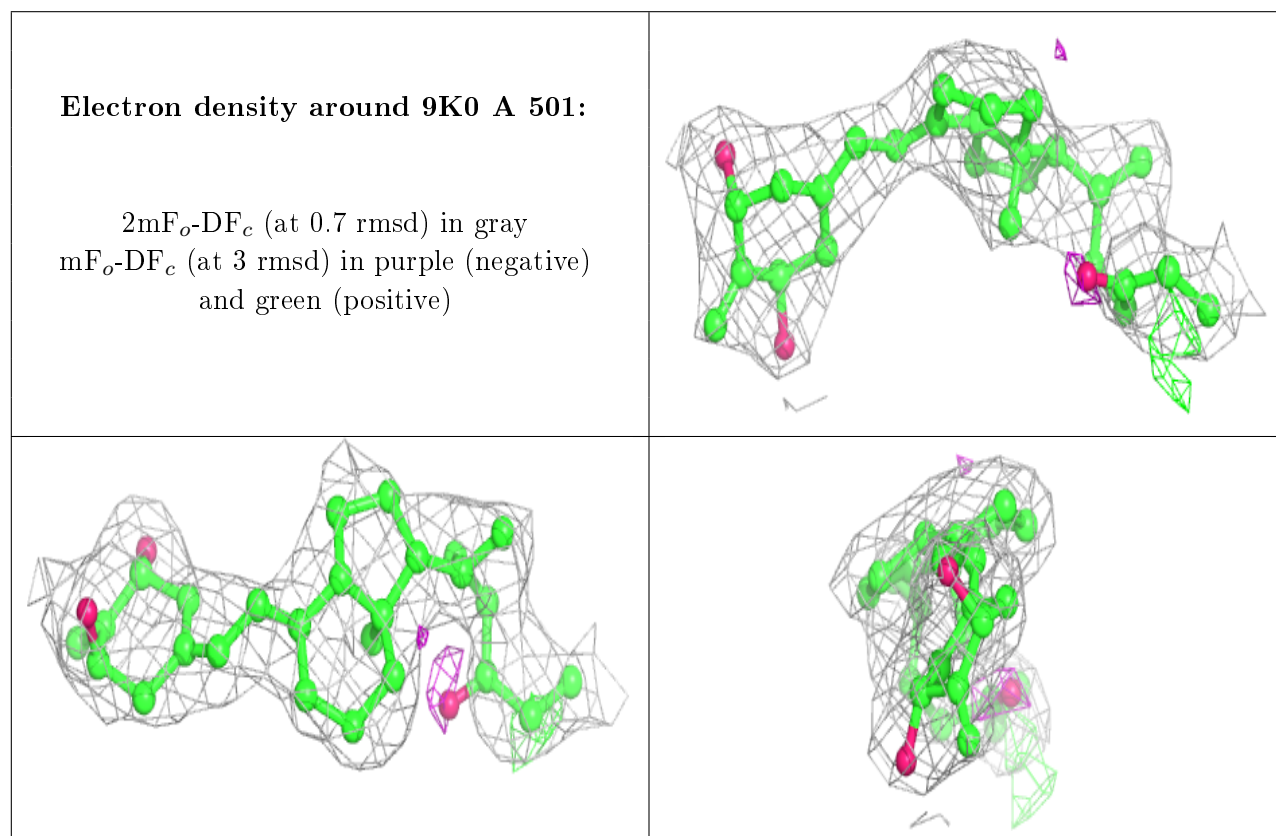 Electron density around 9K0 A 501:
2mFo-DFc (at 0.7 rmsd) in gray
mFo-DFc (at 3 rmsd) in purple (negative)
and green (positive)